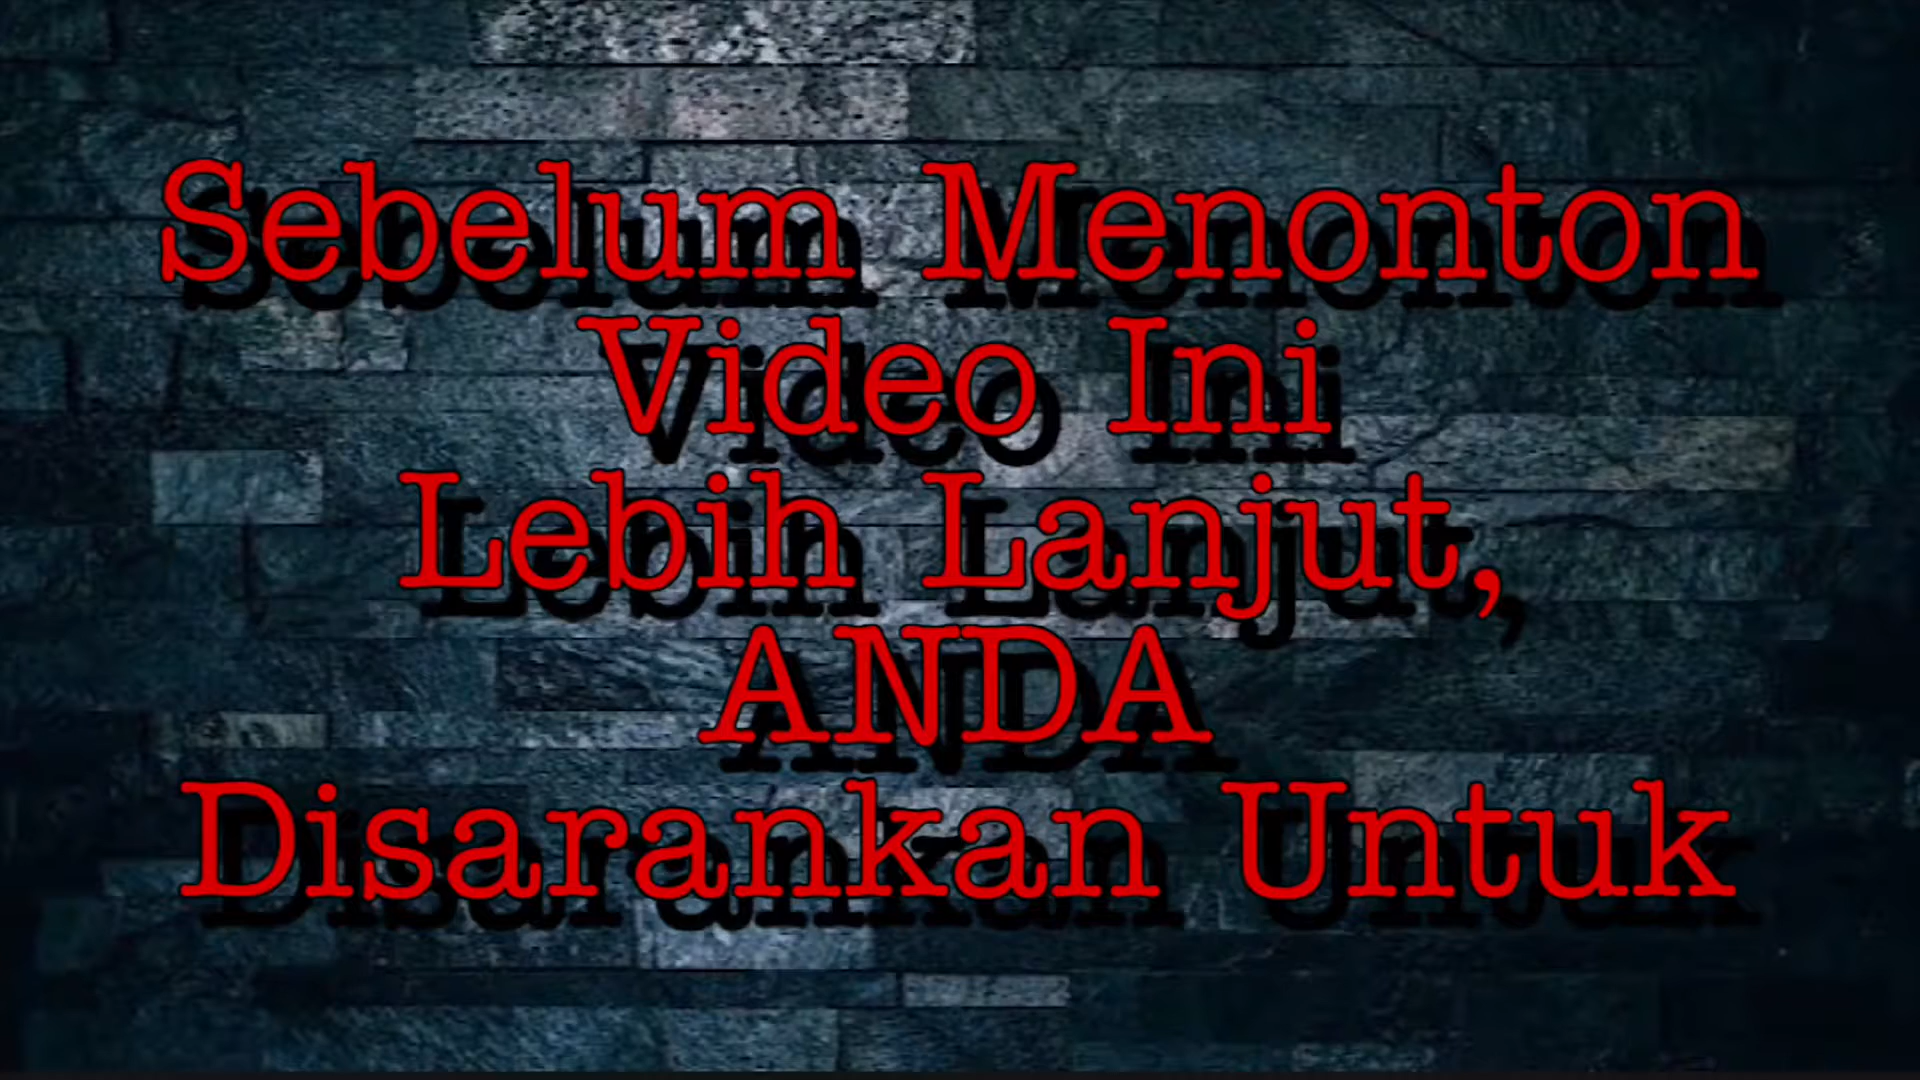 Sebelum Menonton
Video Ini
Lebih Lanjut,
ANDA
Disarankan Untuk